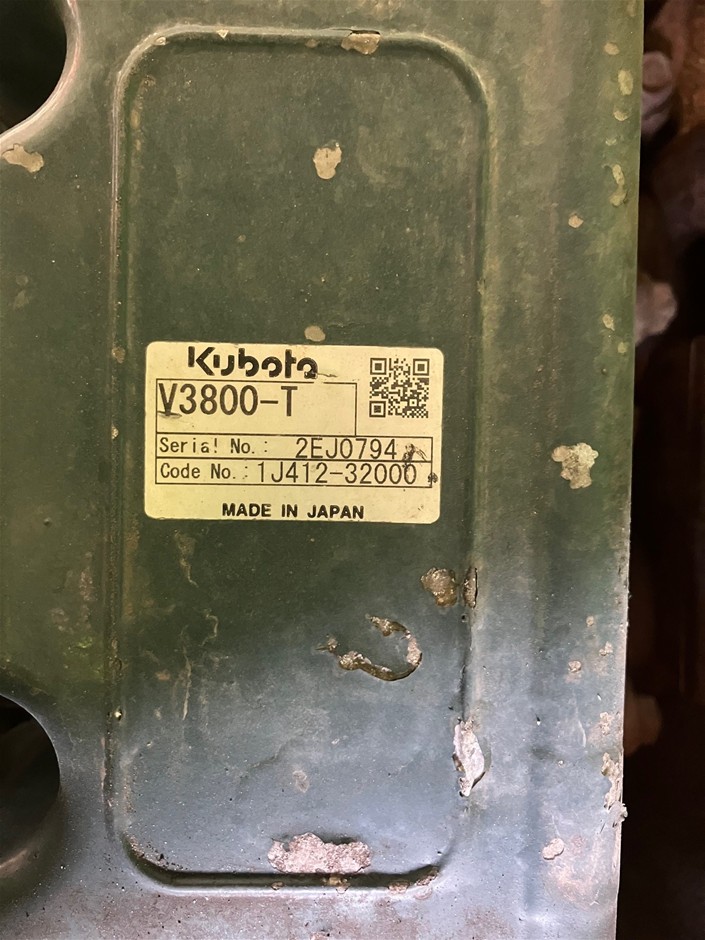 Kubota
V3800-T
Serial No.: 2EJ0794
Code No.: 1J412-32000
MADE IN JAPAN